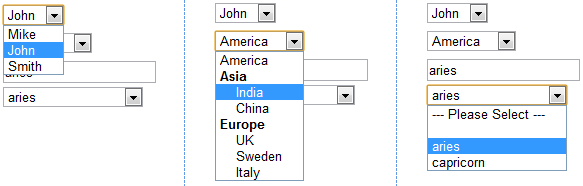 John
Mike
John
Smith
aries
aries
John
America
America
Asia
India
China
Europe
UK
Sweden
Italy
John
America
aries
aries
--- Please Select ---
aries
capricorn